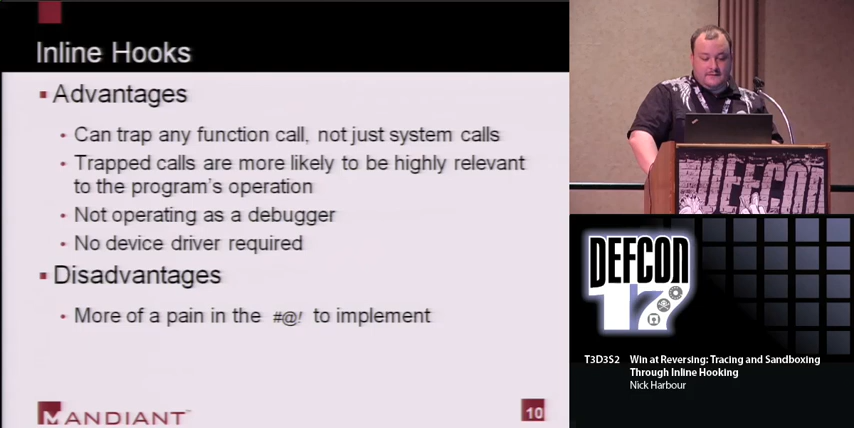 Inline Hooks
Advantages
Can trap any function call, not just system calls
Trapped calls are more likely to be highly relevant
to the program's operation
Not operating as a debugger
No device driver required
Disadvantages
More of a pain in the #@! to implement
MANDIANT
10
DEFCON
DEFCON
17
T3D3S2 Win at Reversing: Tracing and Sandboxing
Through Inline Hooking
Nick Harbour